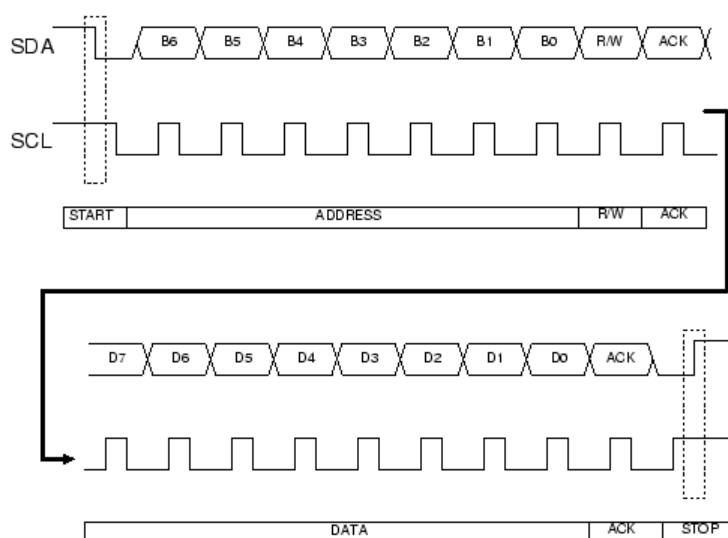 SDA B6 B5 B4 B3 B2 B1 B0 R/W ACK
SCL
START ADDRESS R/W ACK
D7 D6 D5 D4 D3 D2 D1 D0 ACK
DATA ACK STOP